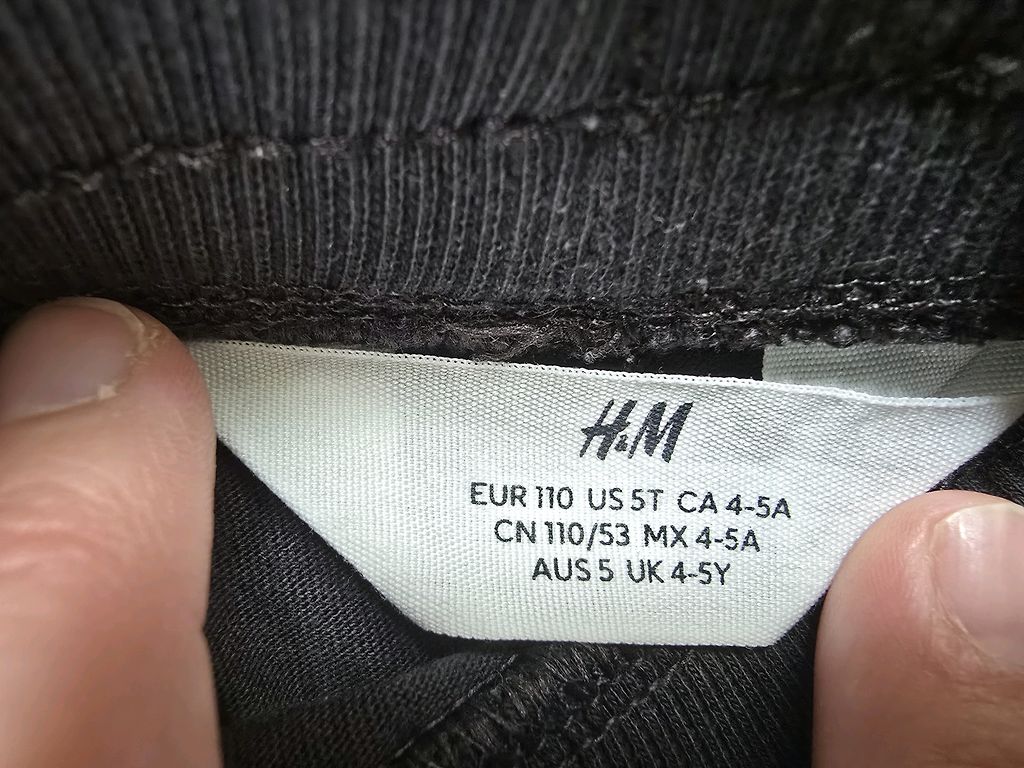 H&M
EUR 110 US 5T CA 4-5A
CN 110/53 MX 4-5A
AUS 5 UK 4-5Y